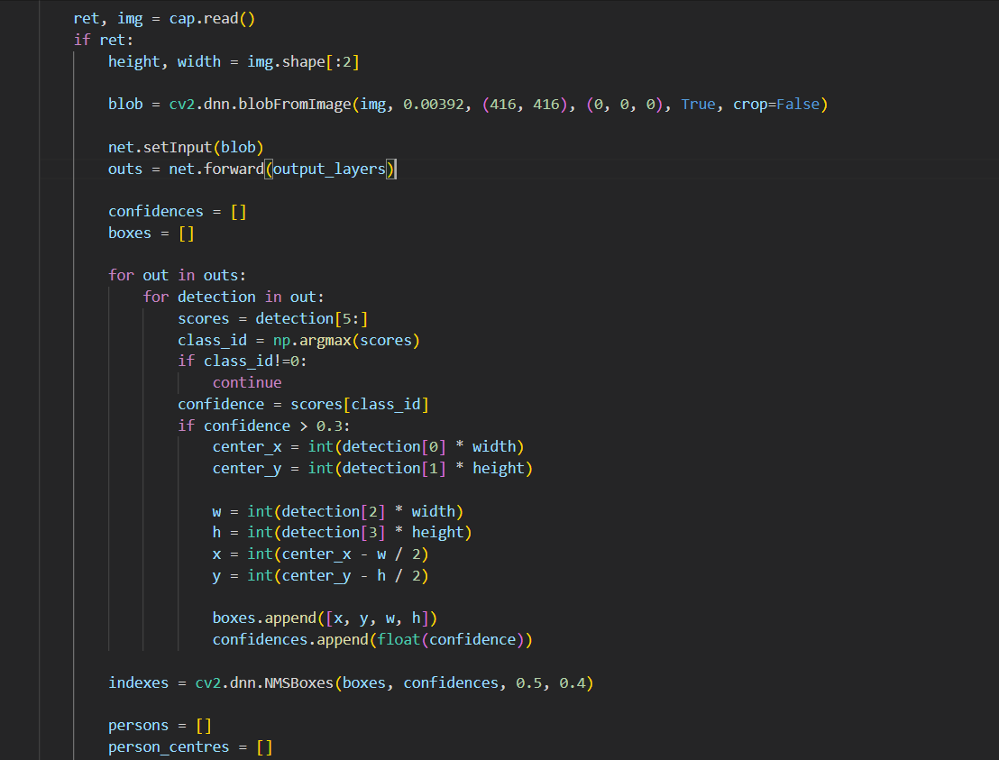 ret, img = cap.read()
if ret:
height, width = img.shape[:2]
blob = cv2.dnn.blobFromImage(img, 0.00392, (416, 416), (0, 0, 0), True, crop=False)
net.setInput(blob)
outs = net.forward(output_layers)
confidences = []
boxes = []
for out in outs:
for detection in out:
scores = detection[5:]
class_id = np.argmax(scores)
if class_id!=0:
continue
confidence = scores[class_id]
if confidence > 0.3:
center_x = int(detection[0] * width)
center_y = int(detection[1] * height)
w = int(detection[2] * width)
h = int(detection[3] * height)
x = int(center_x - w / 2)
y = int(center_y - h / 2)
boxes.append([x, y, w, h])
confidences.append(float(confidence))
indexes = cv2.dnn.NMSBoxes(boxes, confidences, 0.5, 0.4)
persons = []
person_centres = []